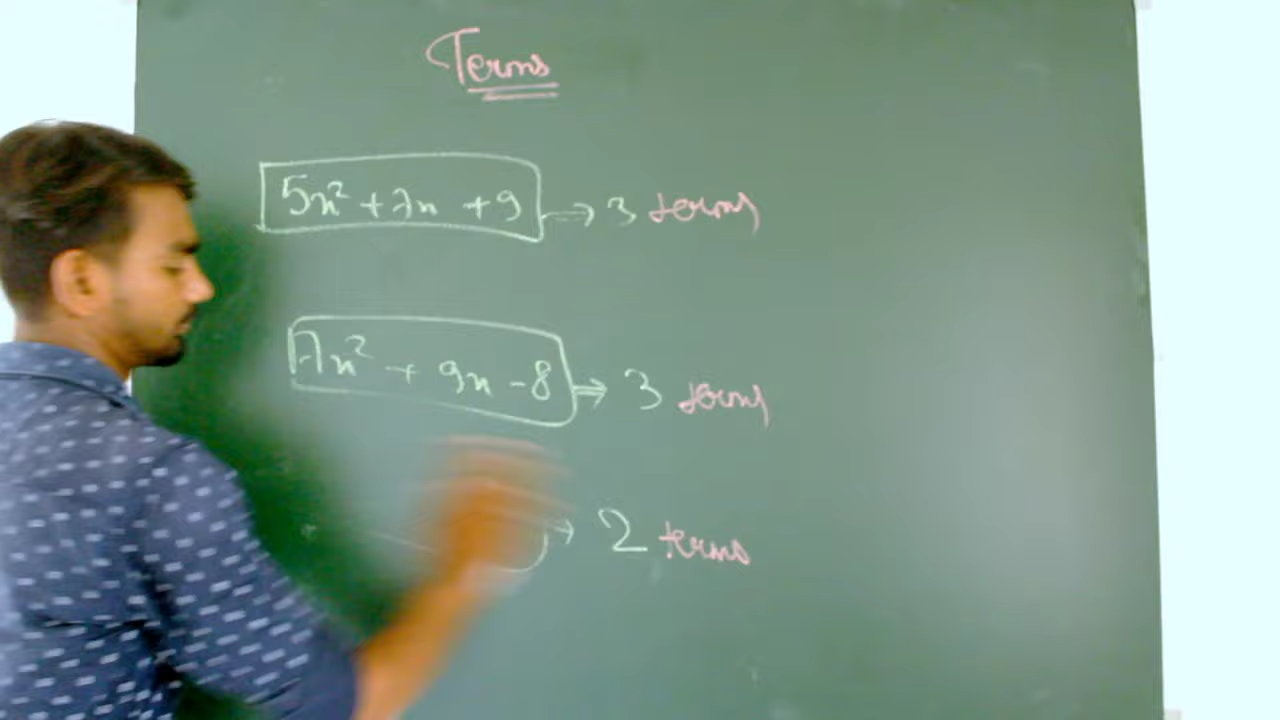 Terms
5x² + 7x + 9 → 3 terms
7x² + 9x - 8 ⇒ 3 terms
→ 2 terms